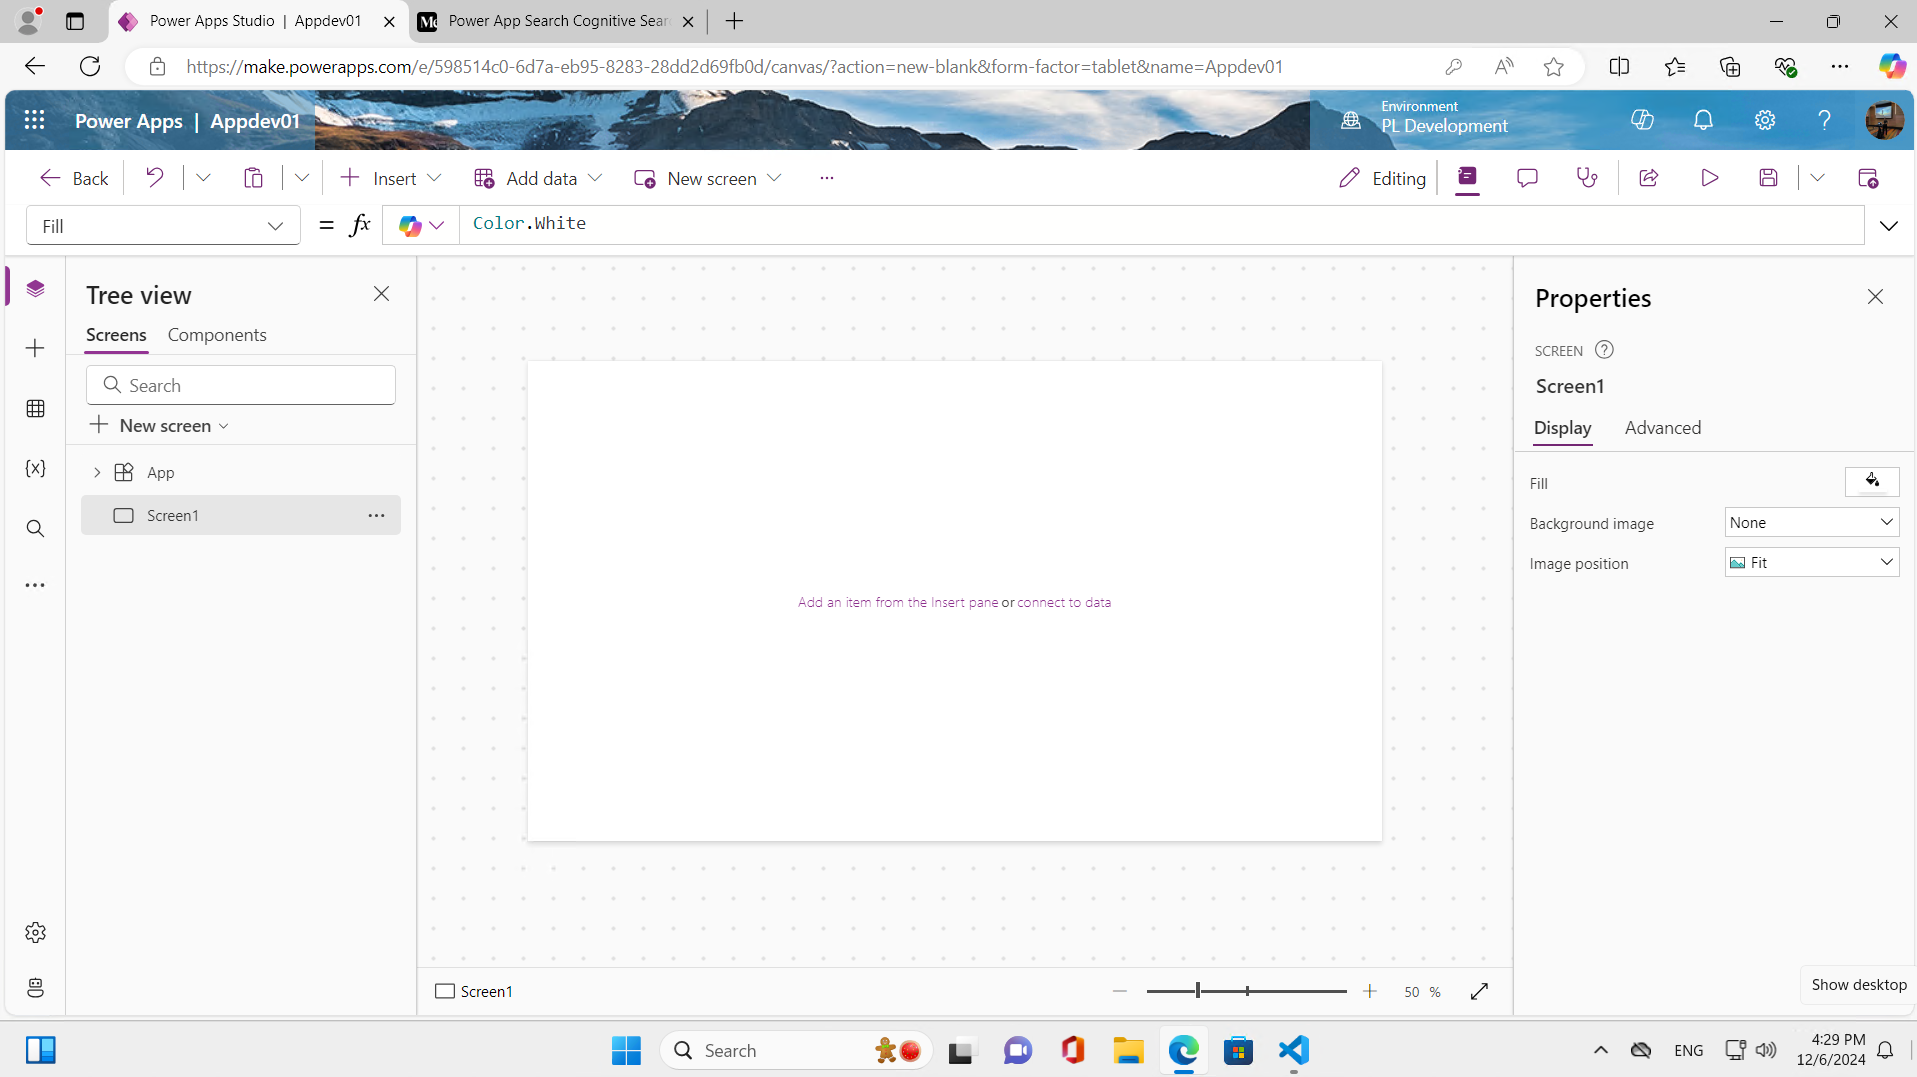 Power Apps Studio | Appdev01
Power App Search Cognitive Sear
https://make.powerapps.com/e/598514c0-6d7a-eb95-8283-28dd2d69fb0d/canvas/?action=new-blank&form-factor=tablet&name=Appdev01
Power Apps | Appdev01
Environment
PL Development
Back
Insert
Add data
New screen
Editing
Fill
= fx
Color.White
Tree view
Screens
Components
Search
New screen
App
Screen1
Add an item from the Insert pane or connect to data
Properties
SCREEN
Screen1
Display
Advanced
Fill
Background image
None
Image position
Fit
Screen1
50 %
Show desktop
Search
ENG
4:29 PM
12/6/2024